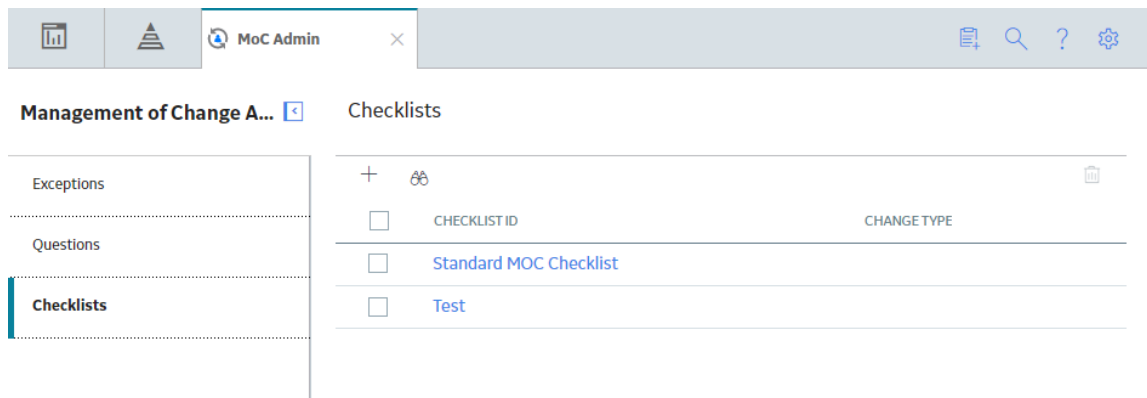 MoC Admin
Management of Change A...
Exceptions
Questions
Checklists
Checklists
CHECKLIST ID CHANGE TYPE
Standard MOC Checklist
Test